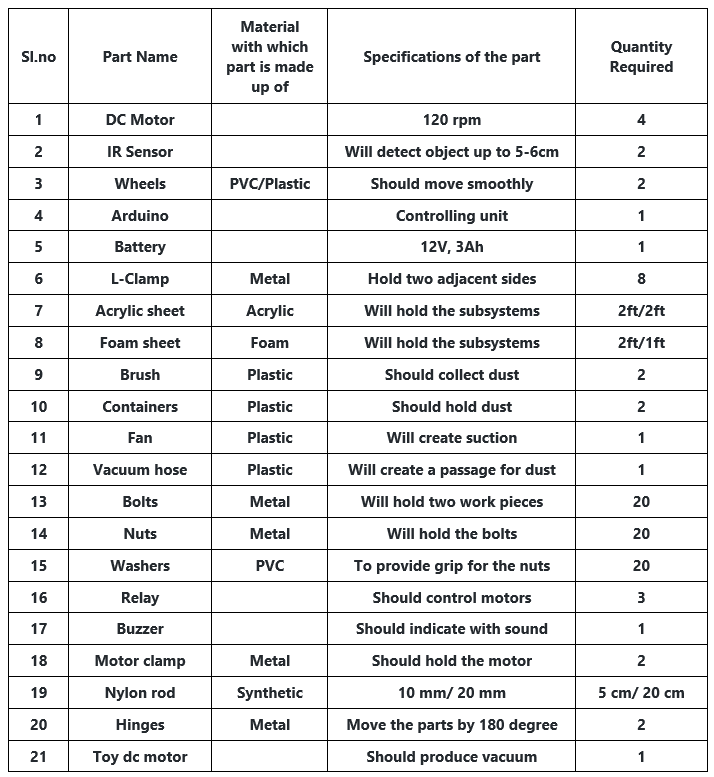 Sl.no Part Name Material with which part is made up of Specifications of the part Quantity Required
1 DC Motor 120 rpm 4
2 IR Sensor Will detect object up to 5-6cm 2
3 Wheels PVC/Plastic Should move smoothly 2
4 Arduino Controlling unit 1
5 Battery 12V, 3Ah 1
6 L-Clamp Metal Hold two adjacent sides 8
7 Acrylic sheet Acrylic Will hold the subsystems 2ft/2ft
8 Foam sheet Foam Will hold the subsystems 2ft/1ft
9 Brush Plastic Should collect dust 2
10 Containers Plastic Should hold dust 2
11 Fan Plastic Will create suction 1
12 Vacuum hose Plastic Will create a passage for dust 1
13 Bolts Metal Will hold two work pieces 20
14 Nuts Metal Will hold the bolts 20
15 Washers PVC To provide grip for the nuts 20
16 Relay Should control motors 3
17 Buzzer Should indicate with sound 1
18 Motor clamp Metal Should hold the motor 2
19 Nylon rod Synthetic 10 mm/ 20 mm 5 cm/ 20 cm
20 Hinges Metal Move the parts by 180 degree 2
21 Toy dc motor Should produce vacuum 1